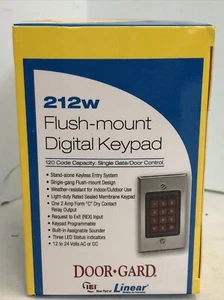 212w
Flush-mount
Digital Keypad
120 Code Capacity, Single Gate/Door Control
• Stand-alone Keyless Entry System
• Single-gang Flush-mount Design
• Weather-resistant for Indoor/Outdoor Use
• Light-duty Rated Sealed Membrane Keypad
• One 2 Amp Form "C" Dry Contact
Relay Output
• Request to Exit (REX) Input
• Keypad Programmable
• Built-in Assignable Sounder
• Three LED Status Indicators
• 12 to 24 Volts AC or DC
DOOR•GARD
IEI
Linear